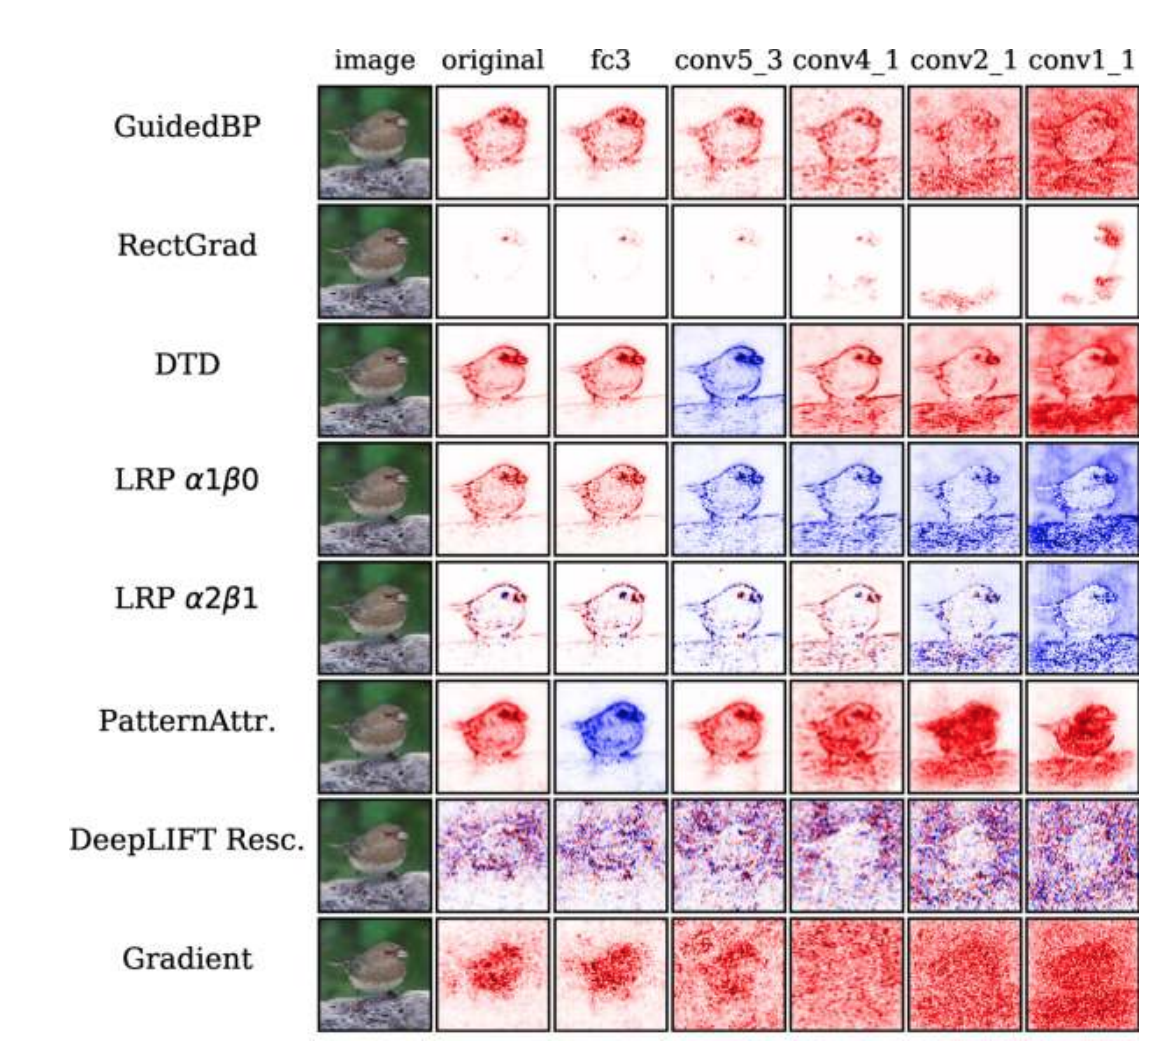 image original fc3 conv5_3 conv4_1 conv2_1 conv1_1
GuidedBP
RectGrad
DTD
LRP α1β0
LRP α2β1
PatternAttr.
DeepLIFT Resc.
Gradient